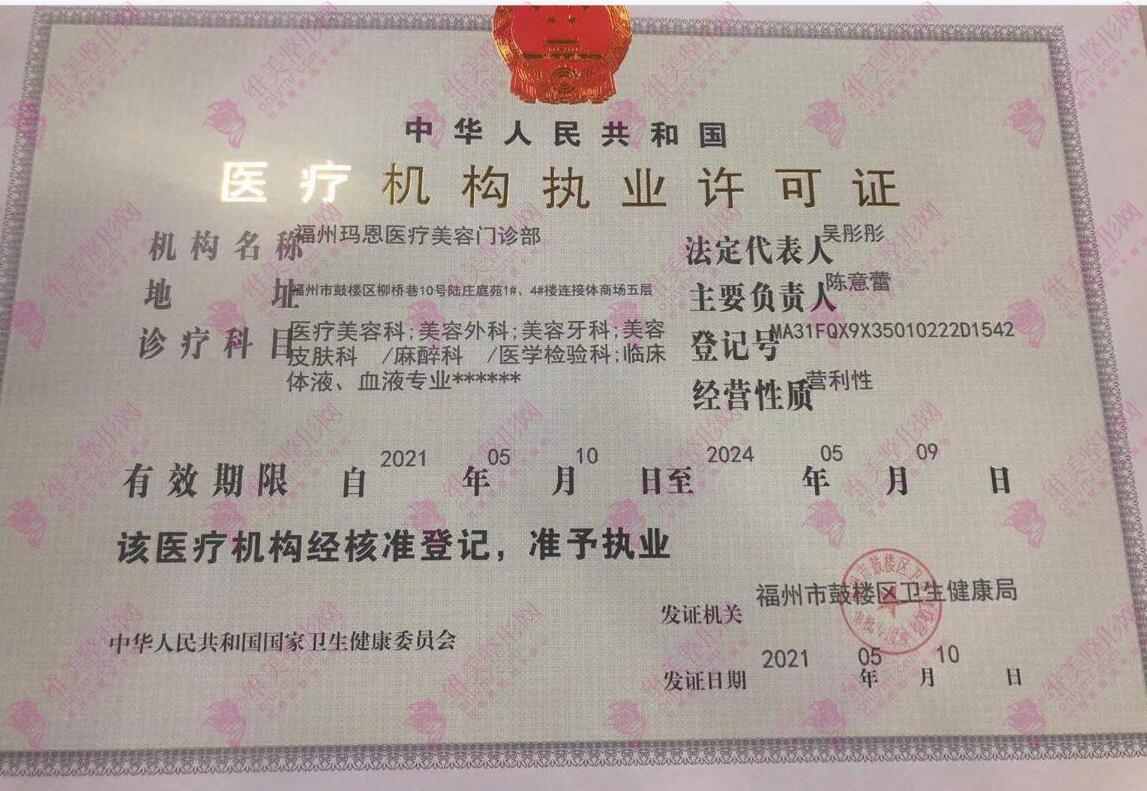 中华人民共和国
医疗机构执业许可证
机构名称 福州玛恩医疗美容门诊部
法定代表人 吴彤彤
地址 福州市鼓楼区柳桥巷10号陆庄庭苑1#、4#楼连接体商场五层
主要负责人 陈意蕾
诊疗科目 医疗美容科;美容外科;美容牙科;美容
皮肤科 /麻醉科 /医学检验科;临床
体液、血液专业******
登记号 MA31FQX9X35010222D1542
经营性质 营利性
有效期限 自 2021 年 05 月 10 日至 2024 年 05 月 09 日
该医疗机构经核准登记，准予执业
发证机关 福州市鼓楼区卫生健康局
中华人民共和国国家卫生健康委员会
发证日期 2021 年 05 月 10 日
维美整形网